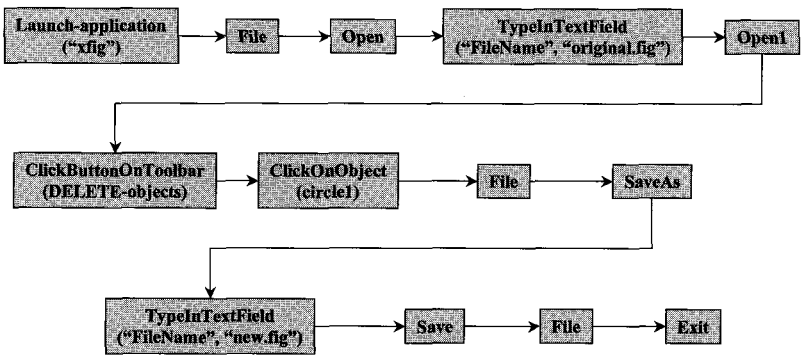 Launch-application
("xfig")
File
Open
TypeInTextField
("FileName", "original.fig")
Open1
ClickButtonOnToolbar
(DELETE-objects)
ClickOnObject
(circle1)
File
SaveAs
TypeInTextField
("FileName", "new.fig")
Save
File
Exit